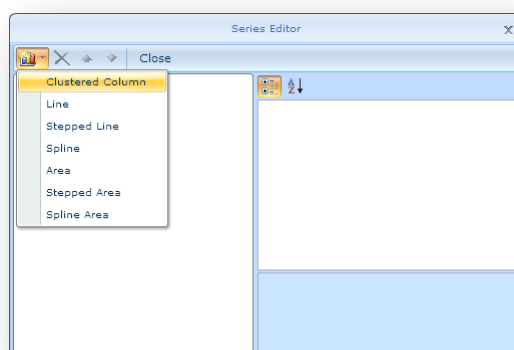 Series Editor
x
Close
Clustered Column
Line
Stepped Line
Spline
Area
Stepped Area
Spline Area
A
Z